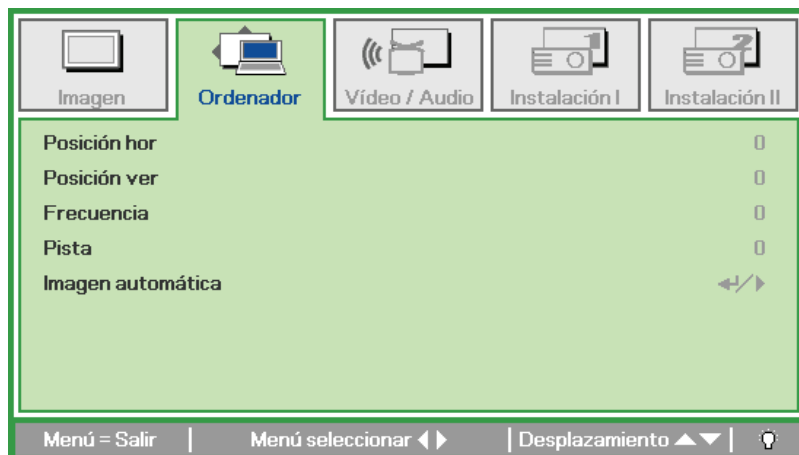 Imagen
Ordenador
Vídeo / Audio
Instalación I
Instalación II
Posición hor 0
Posición ver 0
Frecuencia 0
Pista 0
Imagen automática ↵/▶
Menú = Salir | Menú seleccionar ◀▶ | Desplazamiento ▲▼ |